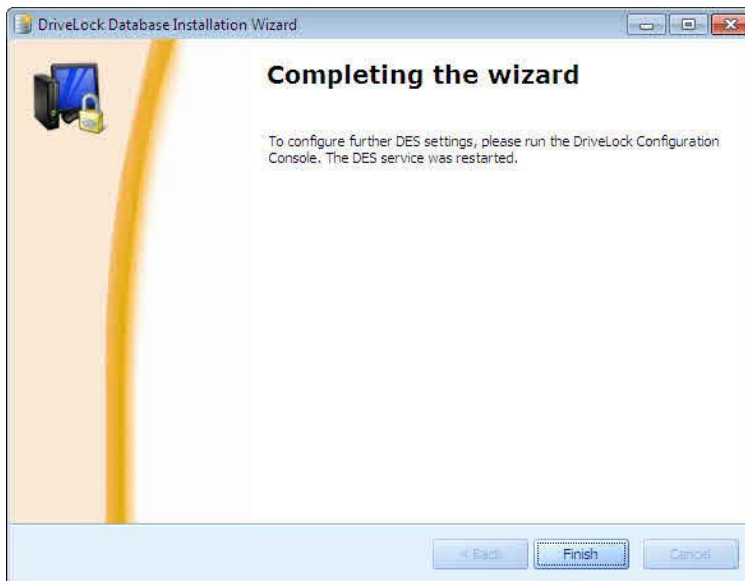 DriveLock Database Installation Wizard
Completing the wizard
To configure further DES settings, please run the DriveLock Configuration
Console. The DES service was restarted.
< Back
Finish
Cancel